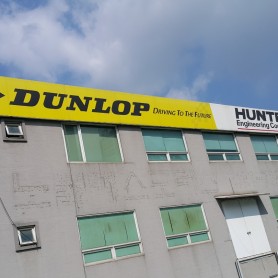 DUNLOP DRIVING TO THE FUTURE
HUNT
Engineering Co